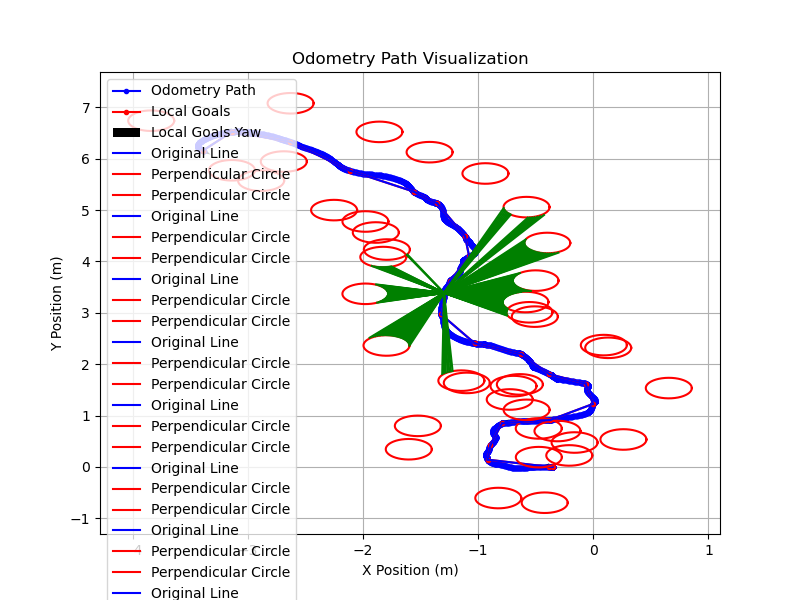 Odometry Path Visualization
Y Position (m)
7
6
5
4
3
2
1
0
−1
Odometry Path
Local Goals
Local Goals Yaw
Original Line
Perpendicular Circle
Perpendicular Circle
Original Line
Perpendicular Circle
Perpendicular Circle
Original Line
Perpendicular Circle
Perpendicular Circle
Original Line
Perpendicular Circle
Perpendicular Circle
Original Line
Perpendicular Circle
Perpendicular Circle
Original Line
Perpendicular Circle
Perpendicular Circle
Original Line
Perpendicular Circle
Perpendicular Circle
Original Line
−4 −3 −2 −1 0 1
X Position (m)